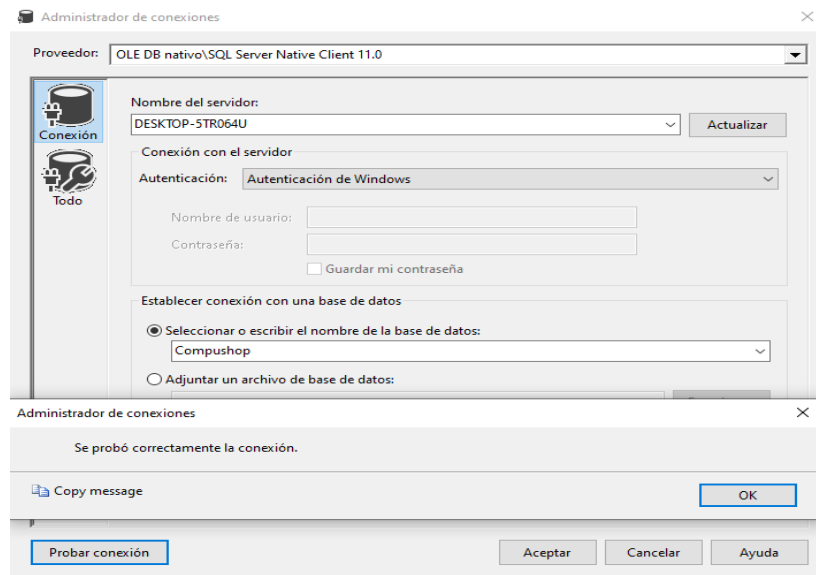 Administrador de conexiones
Proveedor: OLE DB nativo\SQL Server Native Client 11.0
Conexión
Todo
Nombre del servidor:
DESKTOP-5TR064U
Actualizar
Conexión con el servidor
Autenticación: Autenticación de Windows
Nombre de usuario:
Contraseña:
Guardar mi contraseña
Establecer conexión con una base de datos
Seleccionar o escribir el nombre de la base de datos:
Compushop
Adjuntar un archivo de base de datos:
Administrador de conexiones
Se probó correctamente la conexión.
Copy message
OK
Probar conexión
Aceptar
Cancelar
Ayuda